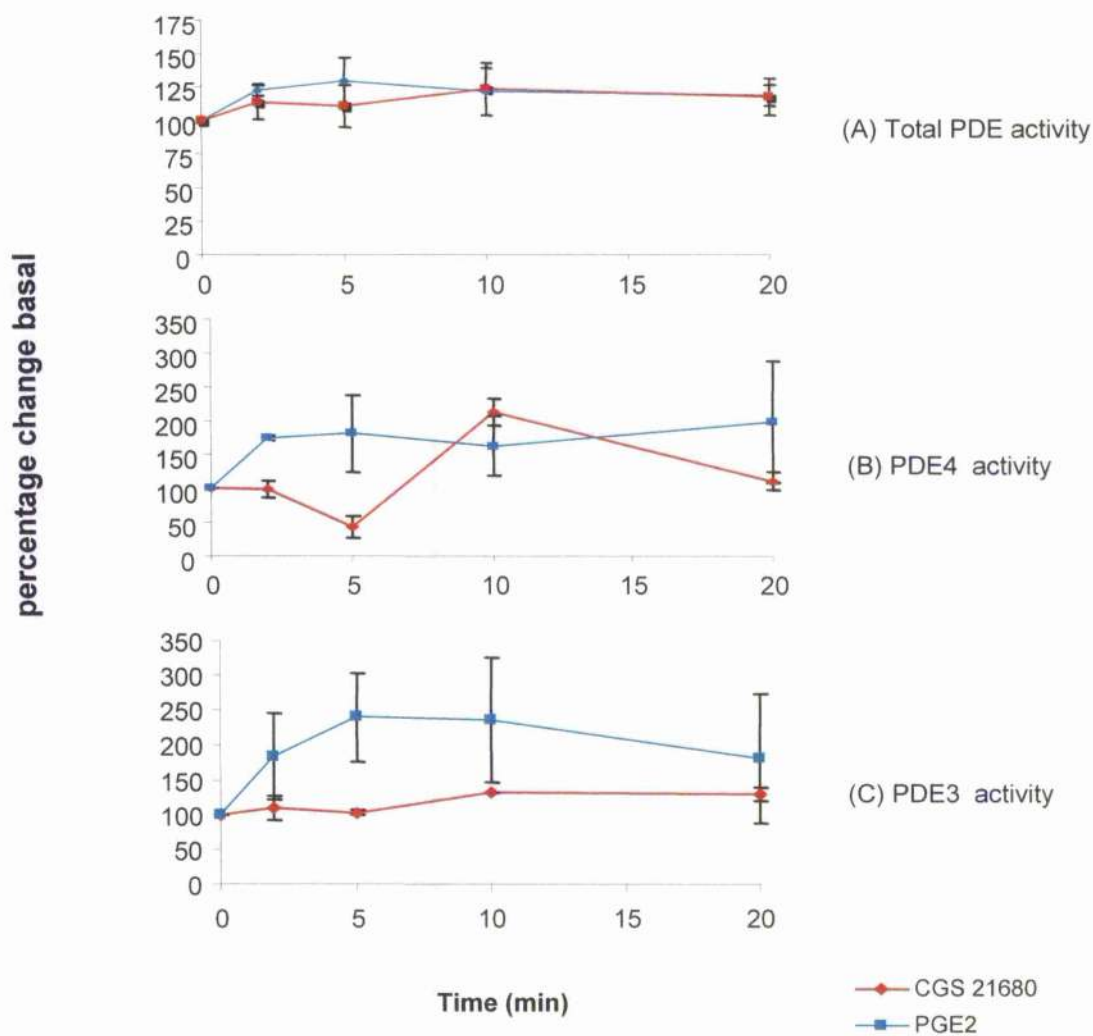 percentage change basal
175
150
125
100
75
50
25
0
0 5 10 15 20
(A) Total PDE activity
350
300
250
200
150
100
50
0
0 5 10 15 20
(B) PDE4 activity
350
300
250
200
150
100
50
0
0 5 10 15 20
(C) PDE3 activity
Time (min)
CGS 21680
PGE2